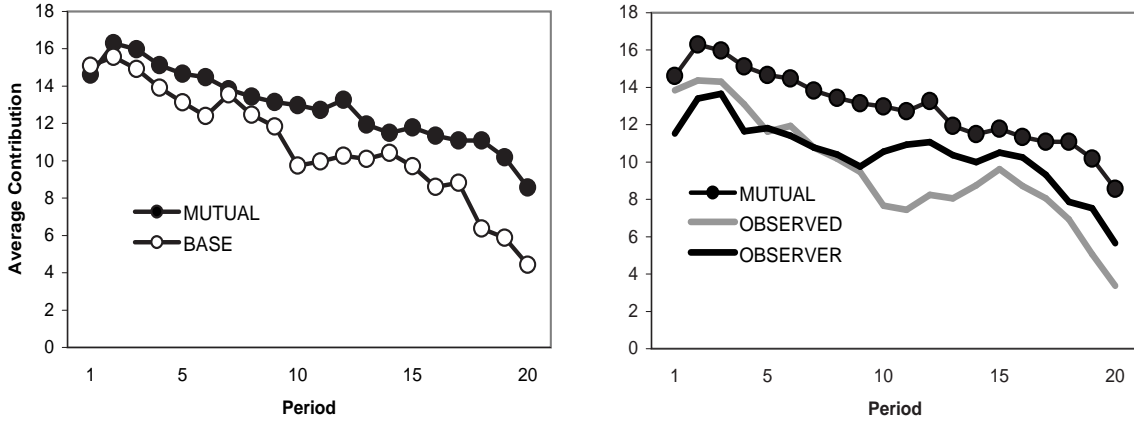 18
16
14
12
10
8
6
4
2
0
Average Contribution
MUTUAL
BASE
1 5 10 15 20
Period
18
16
14
12
10
8
6
4
2
0
MUTUAL
OBSERVED
OBSERVER
1 5 10 15 20
Period